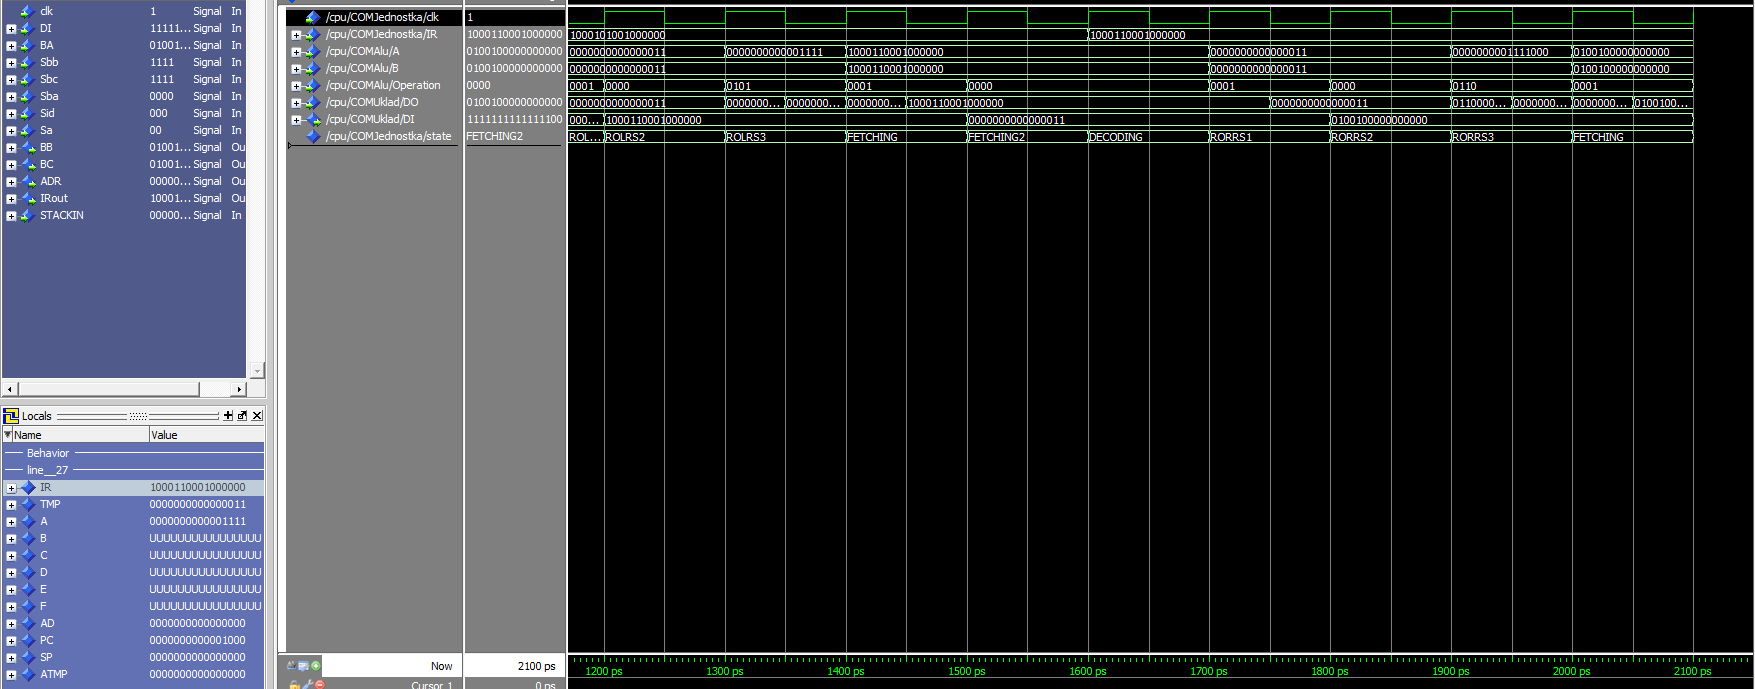 clk 1 Signal In
DI 11111... Signal In
BA 01001... Signal In
Sbb 1111 Signal In
Sbc 1111 Signal In
Sba 0000 Signal In
Sid 000 Signal In
Sa 00 Signal In
BB 01001... Signal Ou
BC 01001... Signal Ou
ADR 00000... Signal Ou
IRout 10001... Signal Ou
STACKIN 00000... Signal In
Locals
Name Value
Behavior
line__27
IR 1000110001000000
TMP 0000000000000011
A 0000000000001111
B UUUUUUUUUUUUUUUU
C UUUUUUUUUUUUUUUU
D UUUUUUUUUUUUUUUU
E UUUUUUUUUUUUUUUU
F UUUUUUUUUUUUUUUU
AD 0000000000000000
PC 0000000000001000
SP 0000000000000000
ATMP 0000000000000000
/cpu/COMJednostka/clk 1
/cpu/COMJednostka/IR 1000110001000000 1000101001000000 1000110001000000
/cpu/COMAlu/A 0100100000000000 0000000000000011 0000000000001111 1000110001000000 0000000000000011 0000000001111000 0100100000000000
/cpu/COMAlu/B 0100100000000000 0000000000000011 1000110001000000 0000000000000011 0100100000000000
/cpu/COMAlu/Operation 0000 0001 0000 0101 0001 0000 0001 0000 0110 0001
/cpu/COMUklad/DO 0100100000000000 0000000000000011 0000000... 0000000... 0000000... 1000110001000000 0000000000000011 0110000... 0000000... 0000000... 0100100...
/cpu/COMUklad/DI 1111111111111100 000... 1000110001000000 0000000000000011 0100100000000000
/cpu/COMJednostka/state FETCHING2 ROL... ROLRS2 ROLRS3 FETCHING FETCHING2 DECODING RORRS1 RORRS2 RORRS3 FETCHING
Now 2100 ps
Cursor 1 0 ps
1200 ps 1300 ps 1400 ps 1500 ps 1600 ps 1700 ps 1800 ps 1900 ps 2000 ps 2100 ps